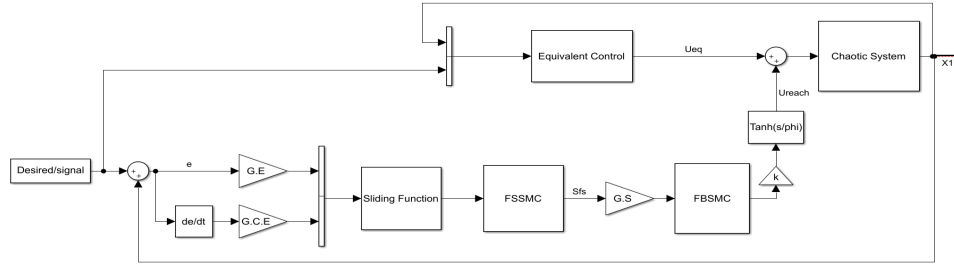 Equivalent Control
Ueq
+
+
Chaotic System
X1
Ureach
Tanh(s/phi)
Desired/signal
+
+
e
G.E
k
Sliding Function
FSSMC
Sfs
G.S
FBSMC
de/dt
G.C.E